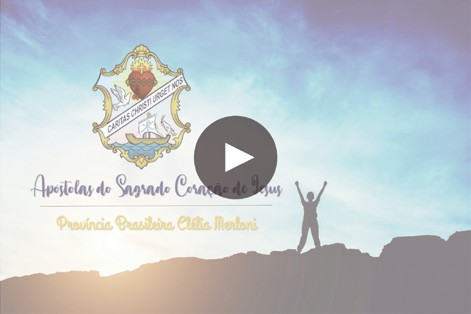 CARITAS CHRISTI URGET NOS
Apóstolas do Sagrado Coração de Jesus
Província Brasileira Clélia Merloni